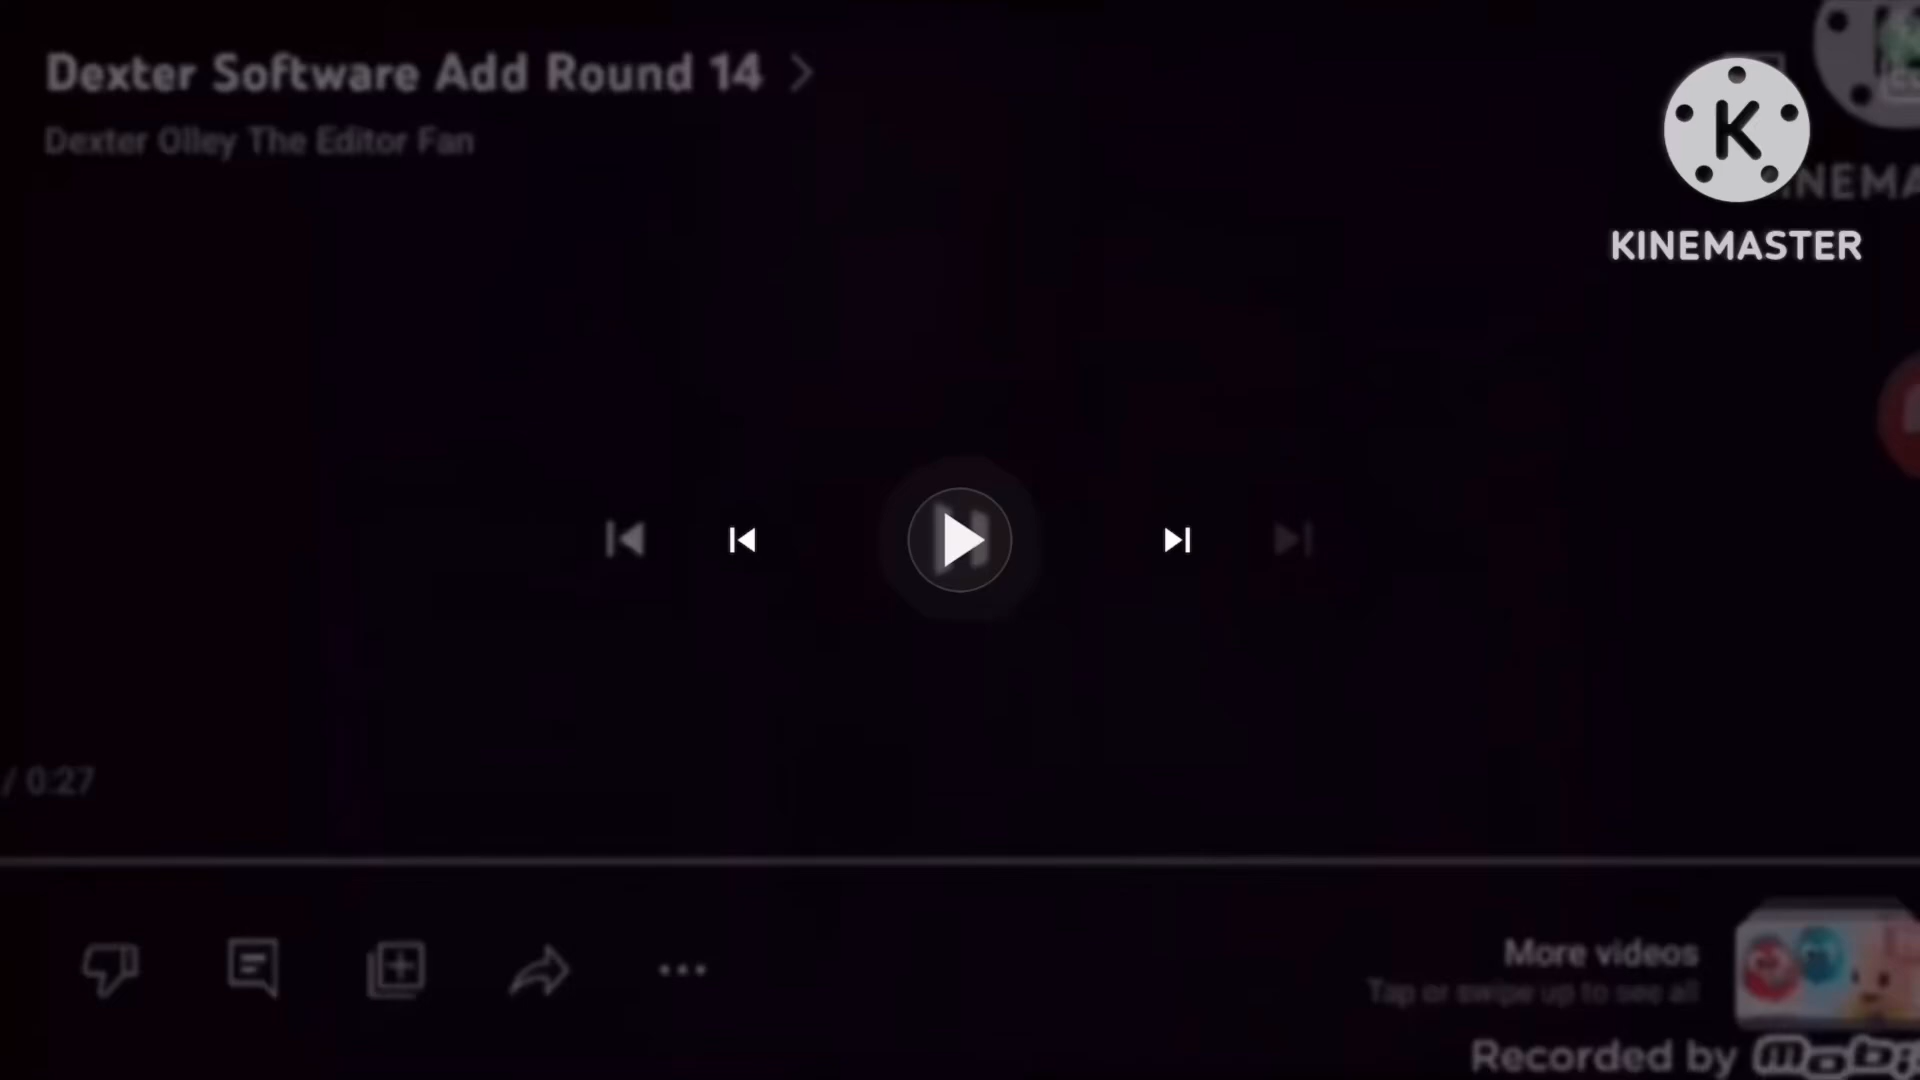 Dexter Software Add Round 14
Dexter Olley The Editor Fan
K
KINEMASTER
/ 0:27
More videos
Tap or swipe up to see all
Recorded by